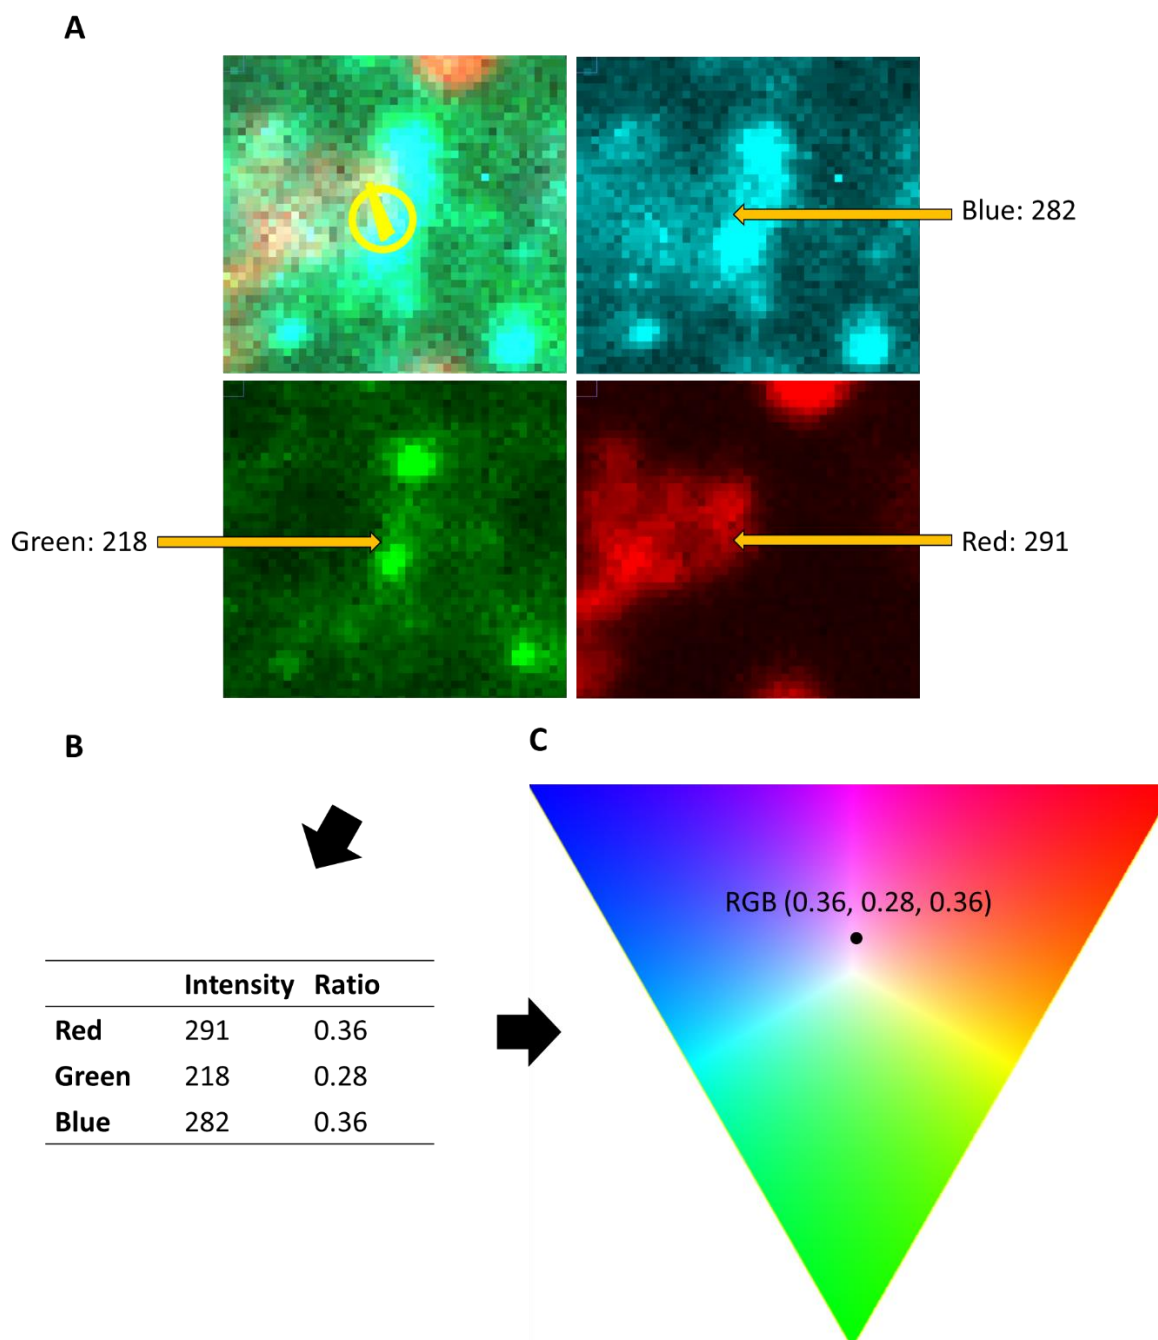 A
Blue: 282
Green: 218
Red: 291
B
C
RGB (0.36, 0.28, 0.36)
Intensity Ratio
Red 291 0.36
Green 218 0.28
Blue 282 0.36